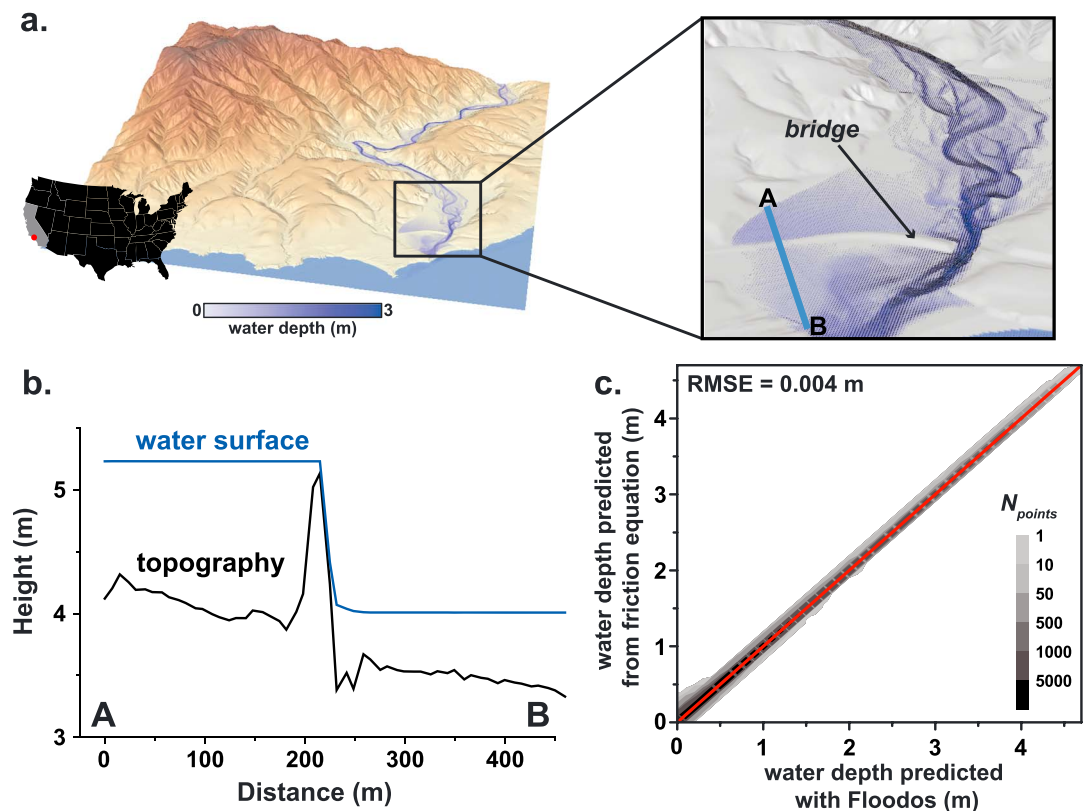 a.
bridge
A
B
0 3
water depth (m)
b.
water surface
topography
5
4
3
Height (m)
A B
0 100 200 300 400
Distance (m)
c.
RMSE = 0.004 m
water depth predicted
from friction equation (m)
4
3
2
1
0
N points
1
10
50
500
1000
5000
0 1 2 3 4
water depth predicted
with Floodos (m)